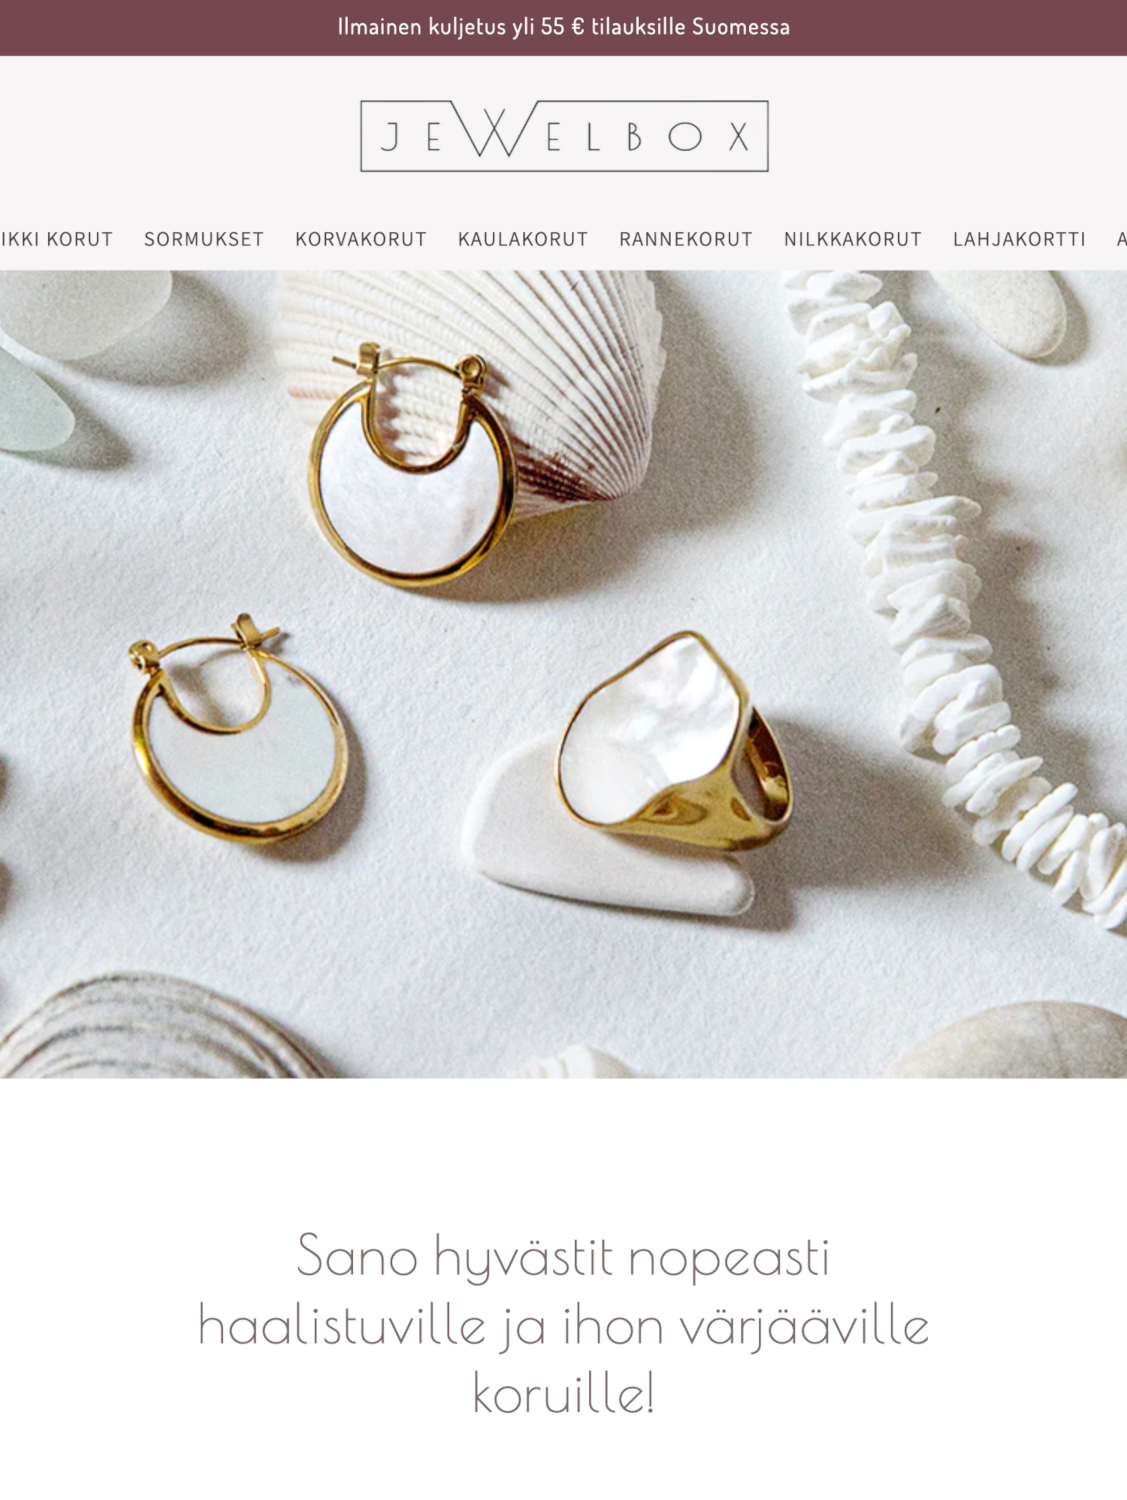 Ilmainen kuljetus yli 55 € tilauksille Suomessa
JEWELBOX
IKKI KORUT SORMUKSET KORVAKORUT KAULAKORUT RANNEKORUT NILKKAKORUT LAHJAKORTTI A
Sano hyvästit nopeasti
haalistuville ja ihon värjääville
koruille!